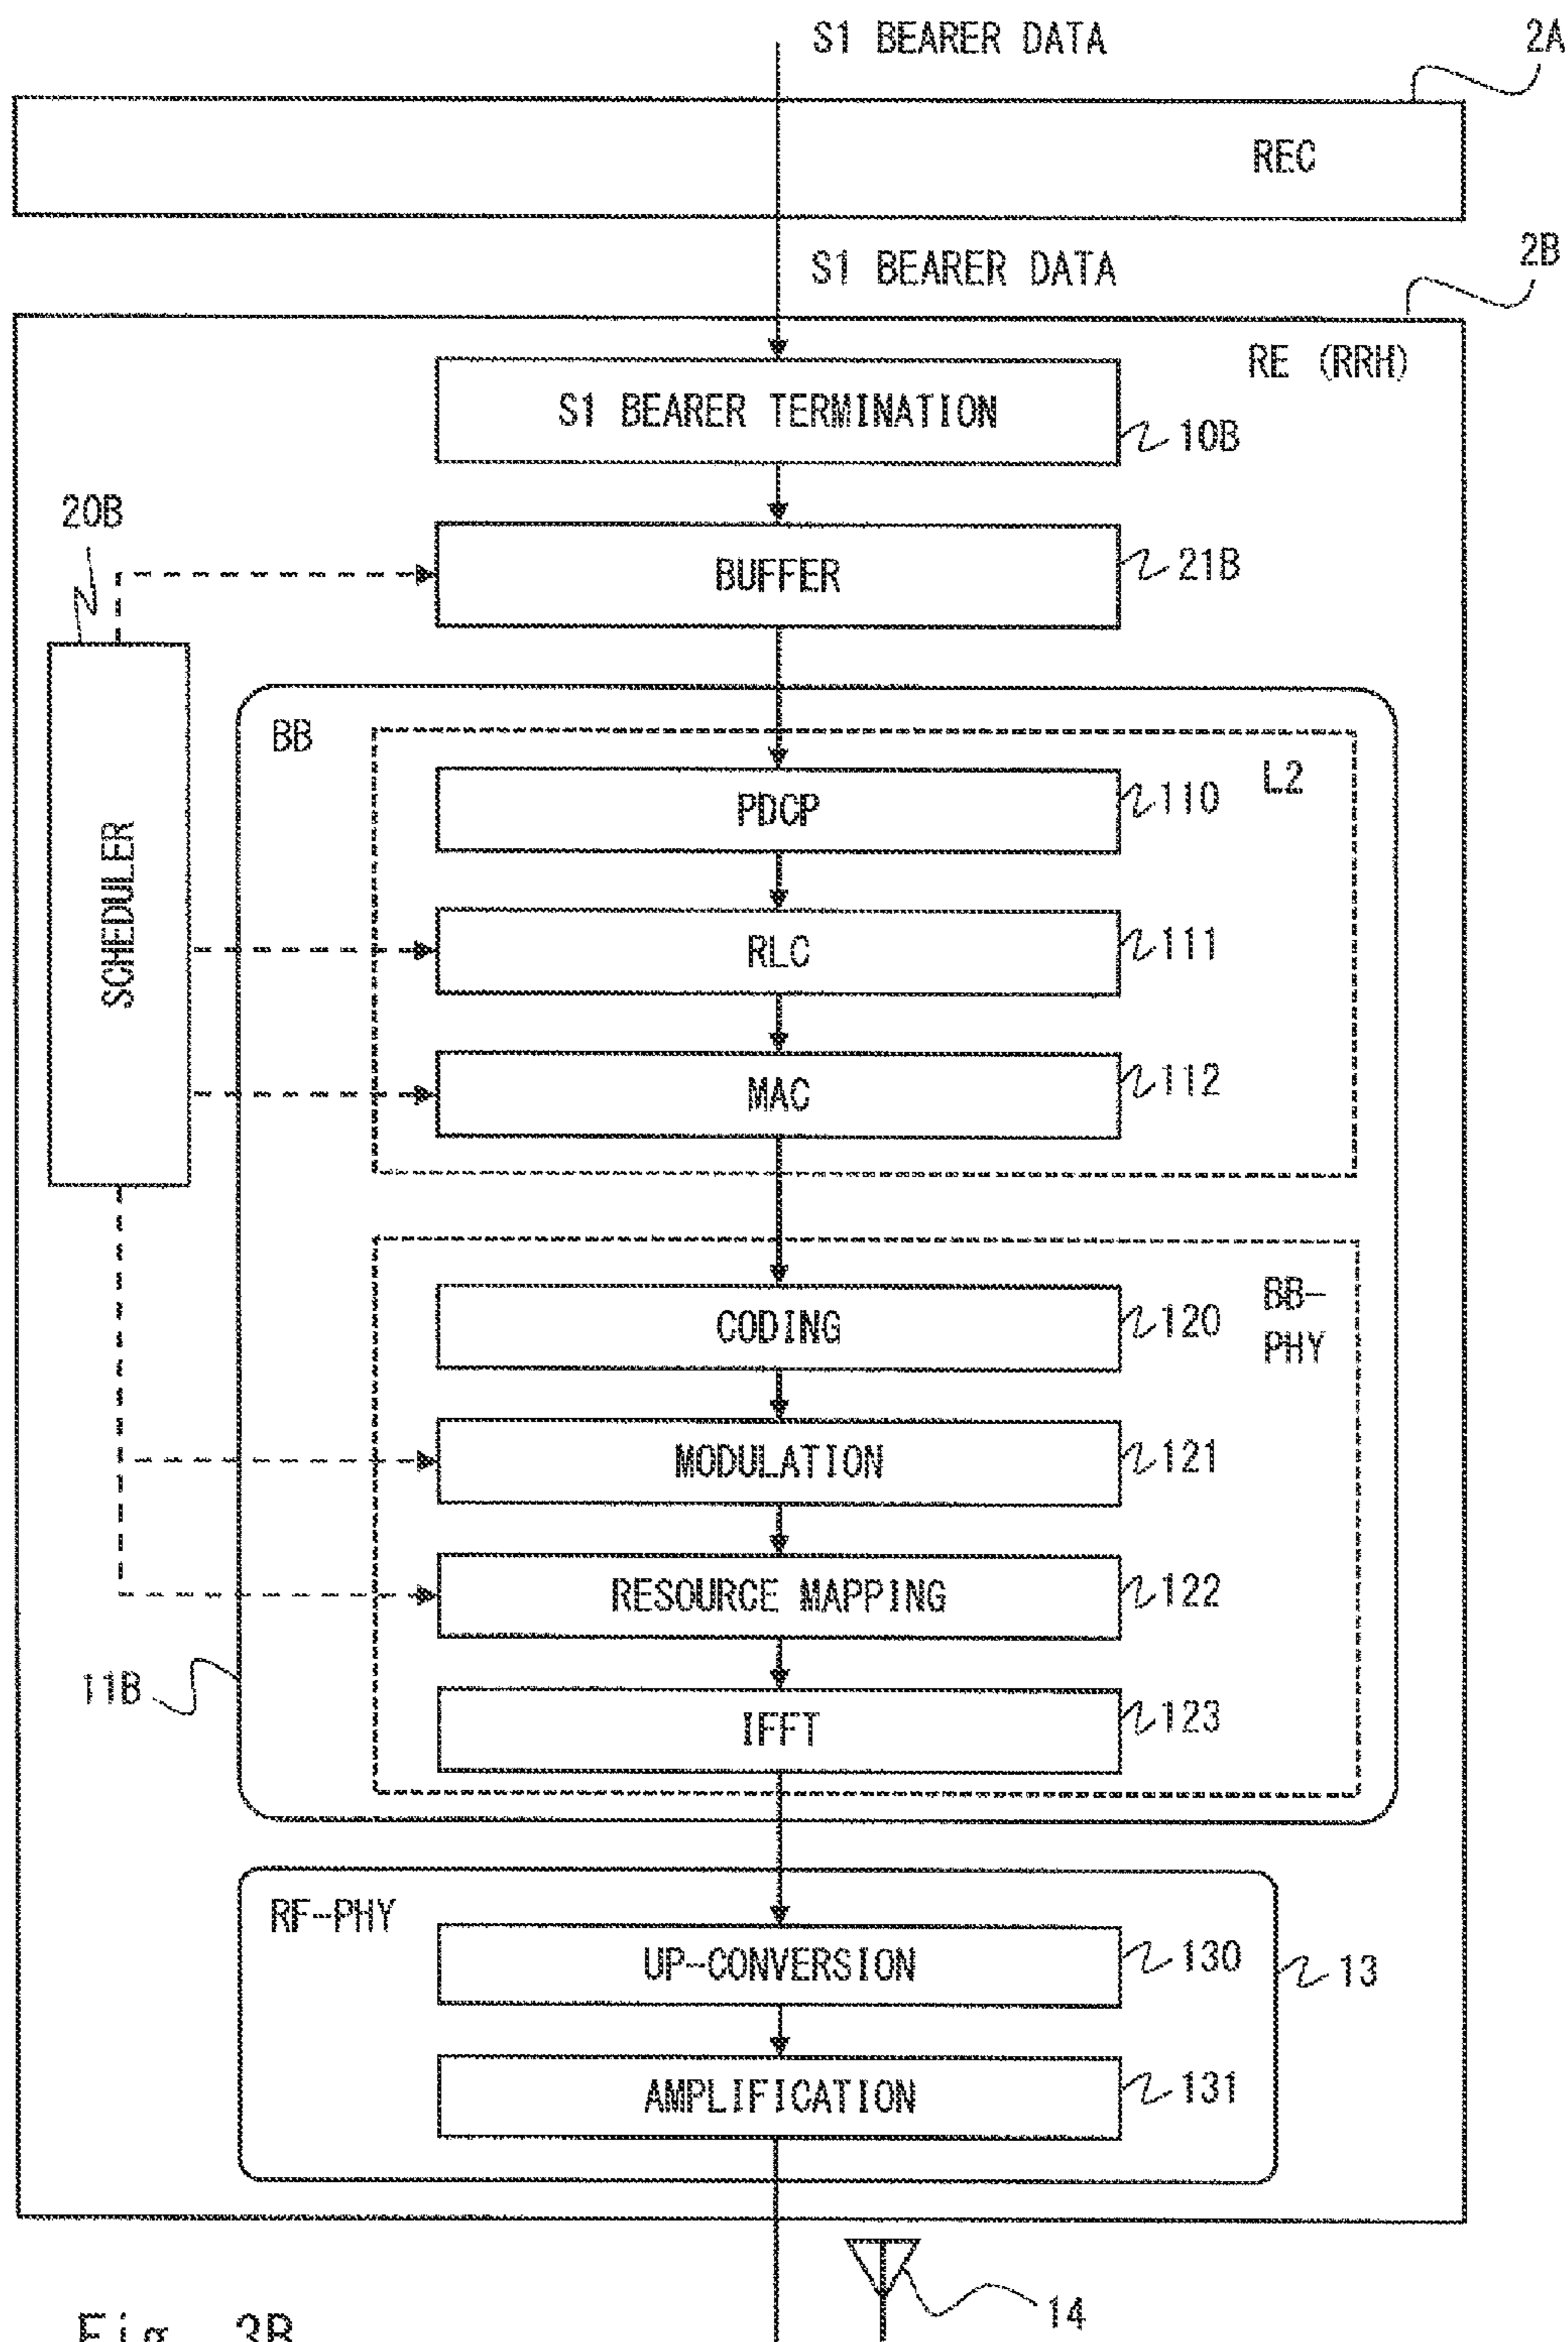 S1 BEARER DATA
2A
REC
S1 BEARER DATA
2B
RE (RRH)
S1 BEARER TERMINATION
10B
20B
BUFFER
21B
SCHEDULER
BB
L2
PDCP
110
RLC
111
MAC
112
BB-
PHY
CODING
120
MODULATION
121
RESOURCE MAPPING
122
11B
IFFT
123
RF-PHY
UP-CONVERSION
130
13
AMPLIFICATION
131
14
Fig. 3B